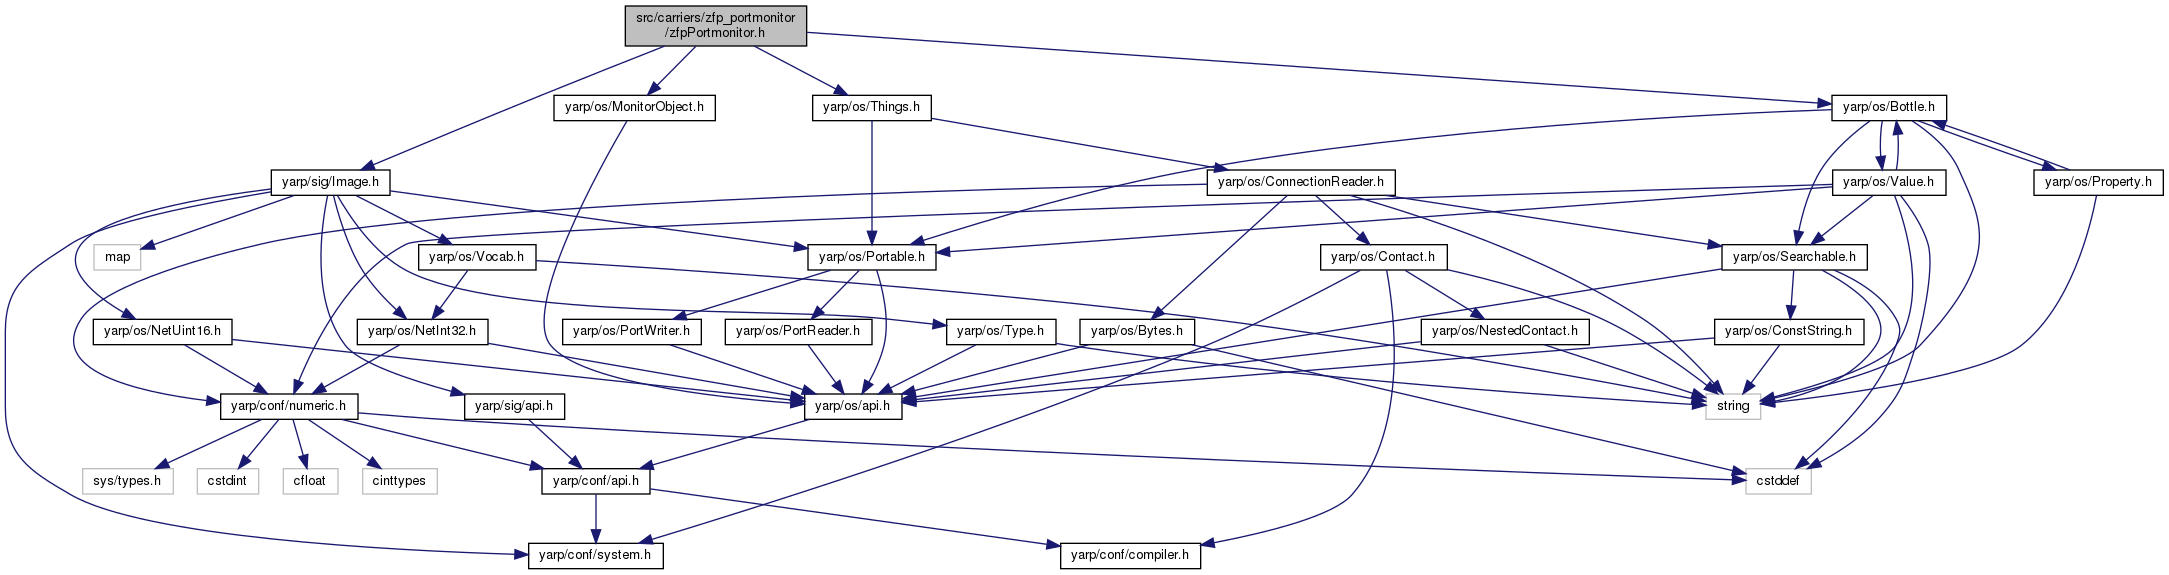 src/carriers/zfp_portmonitor
/zfpPortmonitor.h
yarp/os/MonitorObject.h
yarp/os/Things.h
yarp/os/Bottle.h
yarp/sig/Image.h
yarp/os/ConnectionReader.h
yarp/os/Value.h
yarp/os/Property.h
map
yarp/os/Vocab.h
yarp/os/Portable.h
yarp/os/Contact.h
yarp/os/Searchable.h
yarp/os/NetUint16.h
yarp/os/NetInt32.h
yarp/os/PortWriter.h
yarp/os/PortReader.h
yarp/os/Type.h
yarp/os/Bytes.h
yarp/os/NestedContact.h
yarp/os/ConstString.h
yarp/conf/numeric.h
yarp/sig/api.h
yarp/os/api.h
string
sys/types.h
cstdint
cfloat
cinttypes
yarp/conf/api.h
cstddef
yarp/conf/system.h
yarp/conf/compiler.h